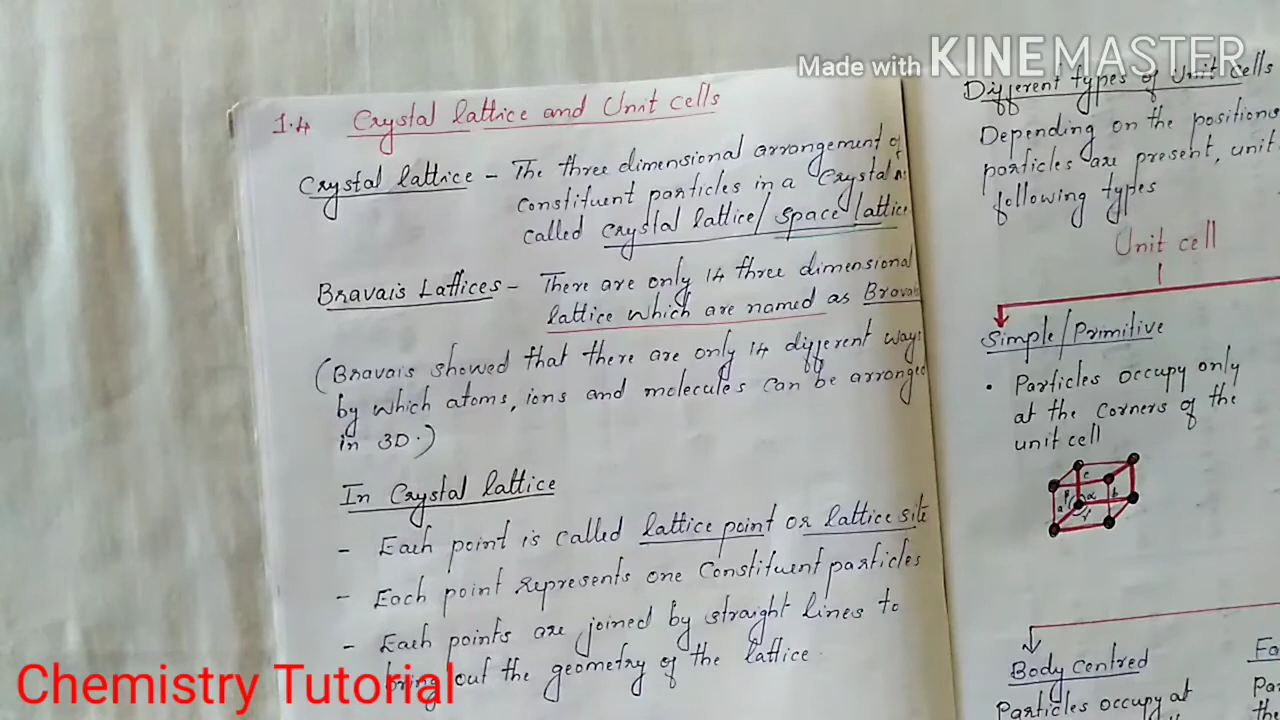 Made with KINEMASTER
1.4 Crystal lattice and Unit cells
Crystal lattice - The three dimensional arrangement of
constituent particles in a crystal is
called crystal lattice/ space lattice
Bravais Lattices - There are only 14 three dimensional
lattice which are named as Bravais
(Bravais showed that there are only 14 different ways
by which atoms, ions and molecules can be arranged
in 3D.)
In Crystal lattice
- Each point is called lattice point or lattice site
- Each point represents one Constituent particles
- Each points are joined by straight lines to
bring out the geometry of the lattice.
Different types of Unit cells
Depending on the positions
particles are present, unit
following types
Unit cell
Simple/Primitive
• Particles occupy only
at the corners of the
unit cell
c
β α b
a γ
Body Centred
Particles occupy at
the
Chemistry Tutorial